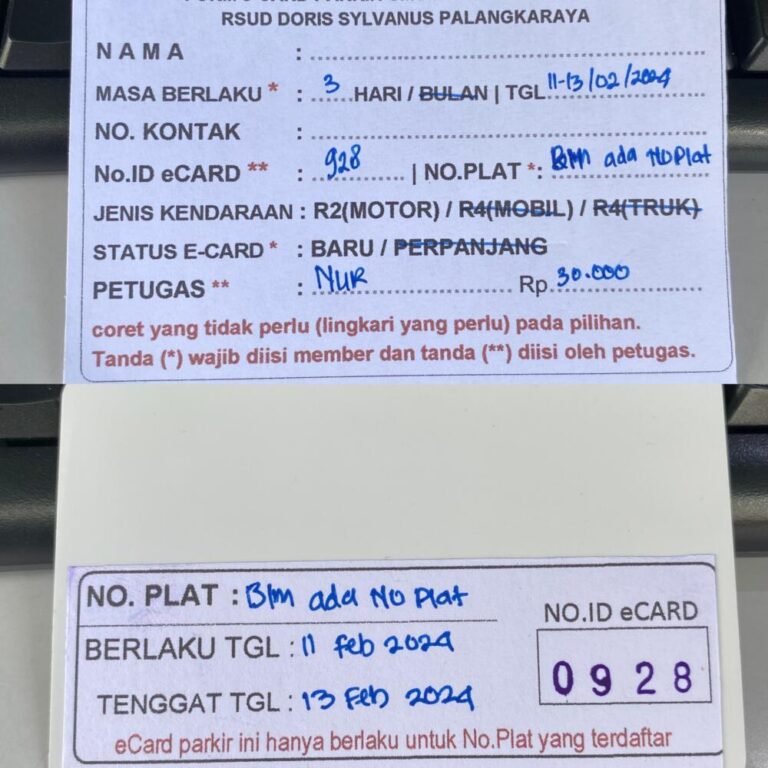 RSUD DORIS SYLVANUS PALANGKARAYA
NAMA :
MASA BERLAKU * : 3 HARI / BULAN | TGL 11-13/02/2024
NO. KONTAK :
No.ID eCARD ** : 928 | NO.PLAT *: Blm ada No Plat
JENIS KENDARAAN : R2(MOTOR) / R4(MOBIL) / R4(TRUK)
STATUS E-CARD * : BARU / PERPANJANG
PETUGAS ** : NUR Rp. 30.000
coret yang tidak perlu (lingkari yang perlu) pada pilihan.
Tanda (*) wajib diisi member dan tanda (**) diisi oleh petugas.
NO. PLAT : Blm ada No Plat
BERLAKU TGL : 11 Feb 2024
TENGGAT TGL : 13 Feb 2024
NO.ID eCARD
0928
eCard parkir ini hanya berlaku untuk No.Plat yang terdaftar